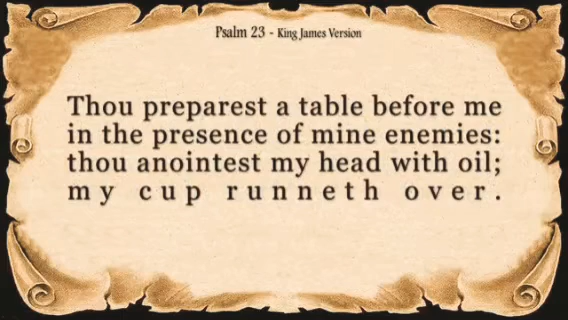 Psalm 23 - King James Version
Thou preparest a table before me
in the presence of mine enemies:
thou anointest my head with oil;
my cup runneth over.